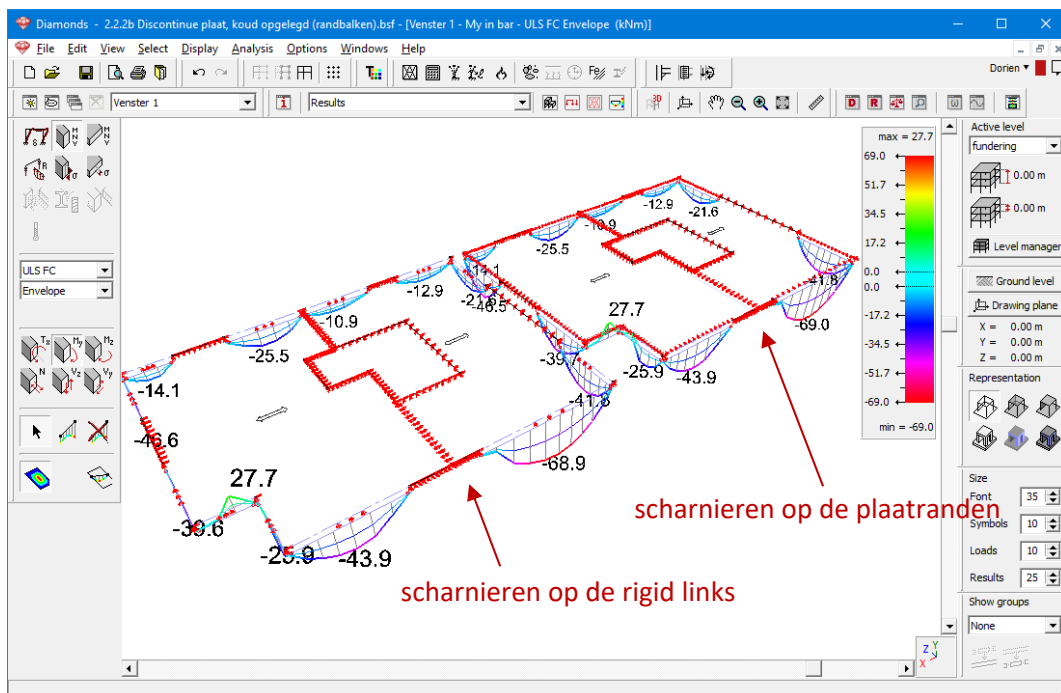 Diamonds - 2.2.2b Discontinue plaat, koud opgelegd (randbalken).bsf - [Venster 1 - My in bar - ULS FC Envelope (kNm)]
File Edit View Select Display Analysis Options Windows Help
Dorien
Venster 1
Results
Active level
fundering
0.00 m
0.00 m
Level manager
Ground level
Drawing plane
X = 0.00 m
Y = 0.00 m
Z = 0.00 m
Representation
Size
Font 35
Symbols 10
Loads 10
Results 25
Show groups
None
ULS FC
Envelope
Tx My Mz
N Vz Vy
max = 27.7
69.0
51.7
34.5
17.2
0.0
0.0
-17.2
-34.5
-51.7
-69.0
min = -69.0
-12.9
-21.6
-10.9
-25.5
-14.1
-46.5
-41.8
-69.0
27.7
-25.9
-43.9
-12.9
-10.9
-25.5
-14.1
-46.6
27.7
-39.6
-25.9
-43.9
-41.8
-68.9
scharnieren op de plaatranden
scharnieren op de rigid links
Z Y
X